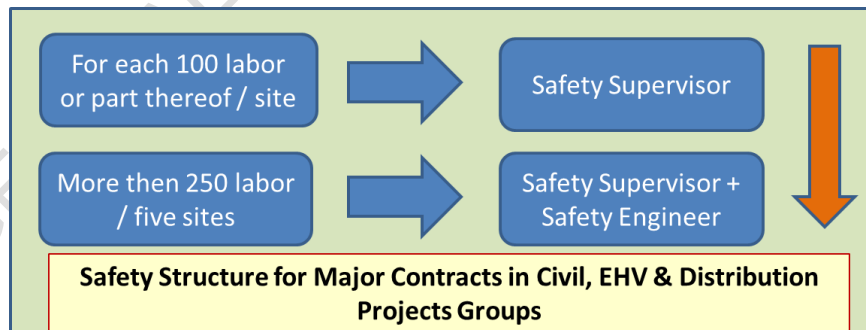 For each 100 labor
or part thereof / site
Safety Supervisor
More then 250 labor
/ five sites
Safety Supervisor +
Safety Engineer
Safety Structure for Major Contracts in Civil, EHV & Distribution
Projects Groups